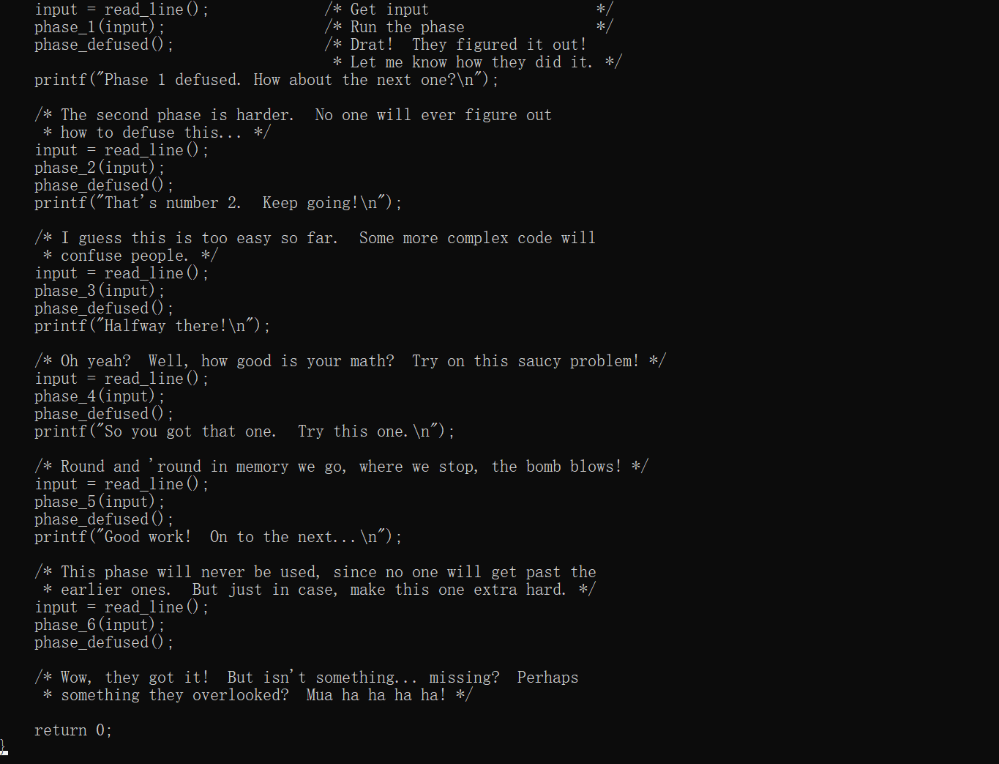 input = read_line();             /* Get input                   */
phase_1(input);                  /* Run the phase               */
phase_defused();                 /* Drat!  They figured it out!
                                  * Let me know how they did it. */
printf("Phase 1 defused. How about the next one?\n");
/* The second phase is harder.  No one will ever figure out
 * how to defuse this... */
input = read_line();
phase_2(input);
phase_defused();
printf("That's number 2.  Keep going!\n");
/* I guess this is too easy so far.  Some more complex code will
 * confuse people. */
input = read_line();
phase_3(input);
phase_defused();
printf("Halfway there!\n");
/* Oh yeah?  Well, how good is your math?  Try on this saucy problem! */
input = read_line();
phase_4(input);
phase_defused();
printf("So you got that one.  Try this one.\n");
/* Round and 'round in memory we go, where we stop, the bomb blows! */
input = read_line();
phase_5(input);
phase_defused();
printf("Good work!  On to the next...\n");
/* This phase will never be used, since no one will get past the
 * earlier ones.  But just in case, make this one extra hard. */
input = read_line();
phase_6(input);
phase_defused();
/* Wow, they got it!  But isn't something... missing?  Perhaps
 * something they overlooked?  Mua ha ha ha ha! */
return 0;
}